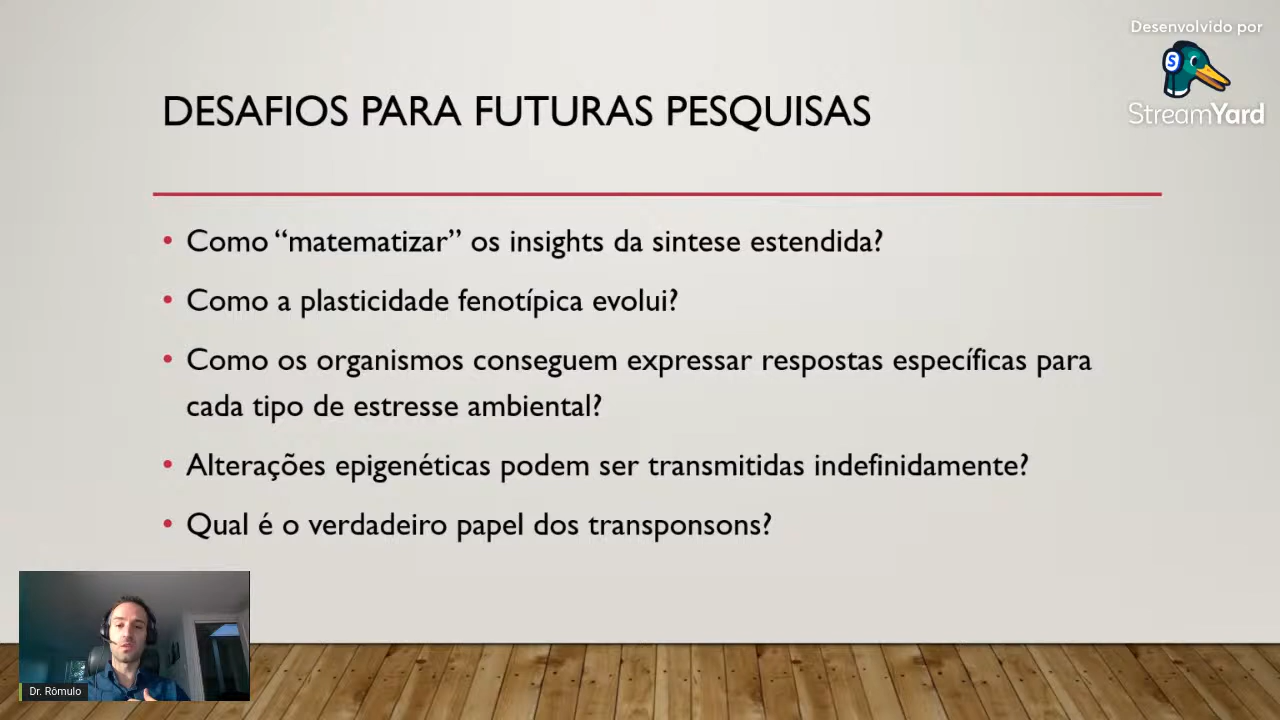 Desenvolvido por
StreamYard
DESAFIOS PARA FUTURAS PESQUISAS
• Como “matematizar” os insights da sintese estendida?
• Como a plasticidade fenotípica evolui?
• Como os organismos conseguem expressar respostas específicas para
cada tipo de estresse ambiental?
• Alterações epigenéticas podem ser transmitidas indefinidamente?
• Qual é o verdadeiro papel dos transponsons?
Dr. Rômulo